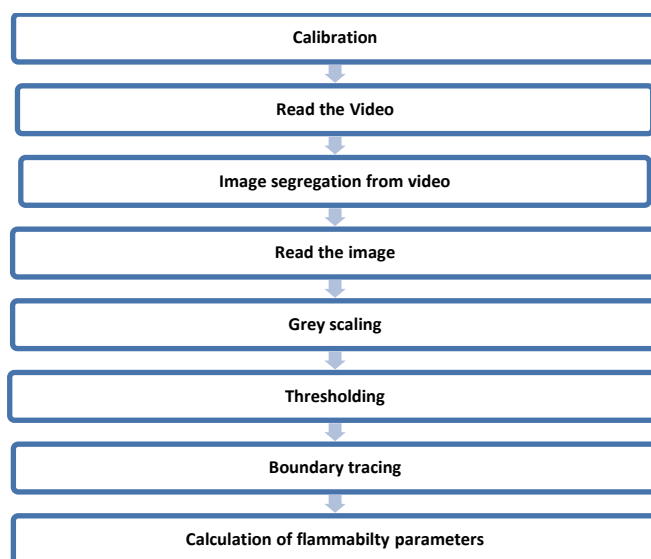 Calibration
Read the Video
Image segregation from video
Read the image
Grey scaling
Thresholding
Boundary tracing
Calculation of flammabilty parameters